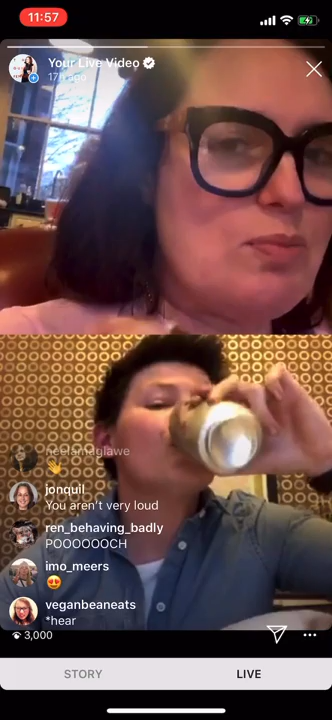 11:57
Your Live Video
17h ago
neelamaglawe
👋
jonquil
You aren't very loud
ren_behaving_badly
POOOOOOCH
imo_meers
😍
veganbeaneats
*hear
3,000
STORY
LIVE